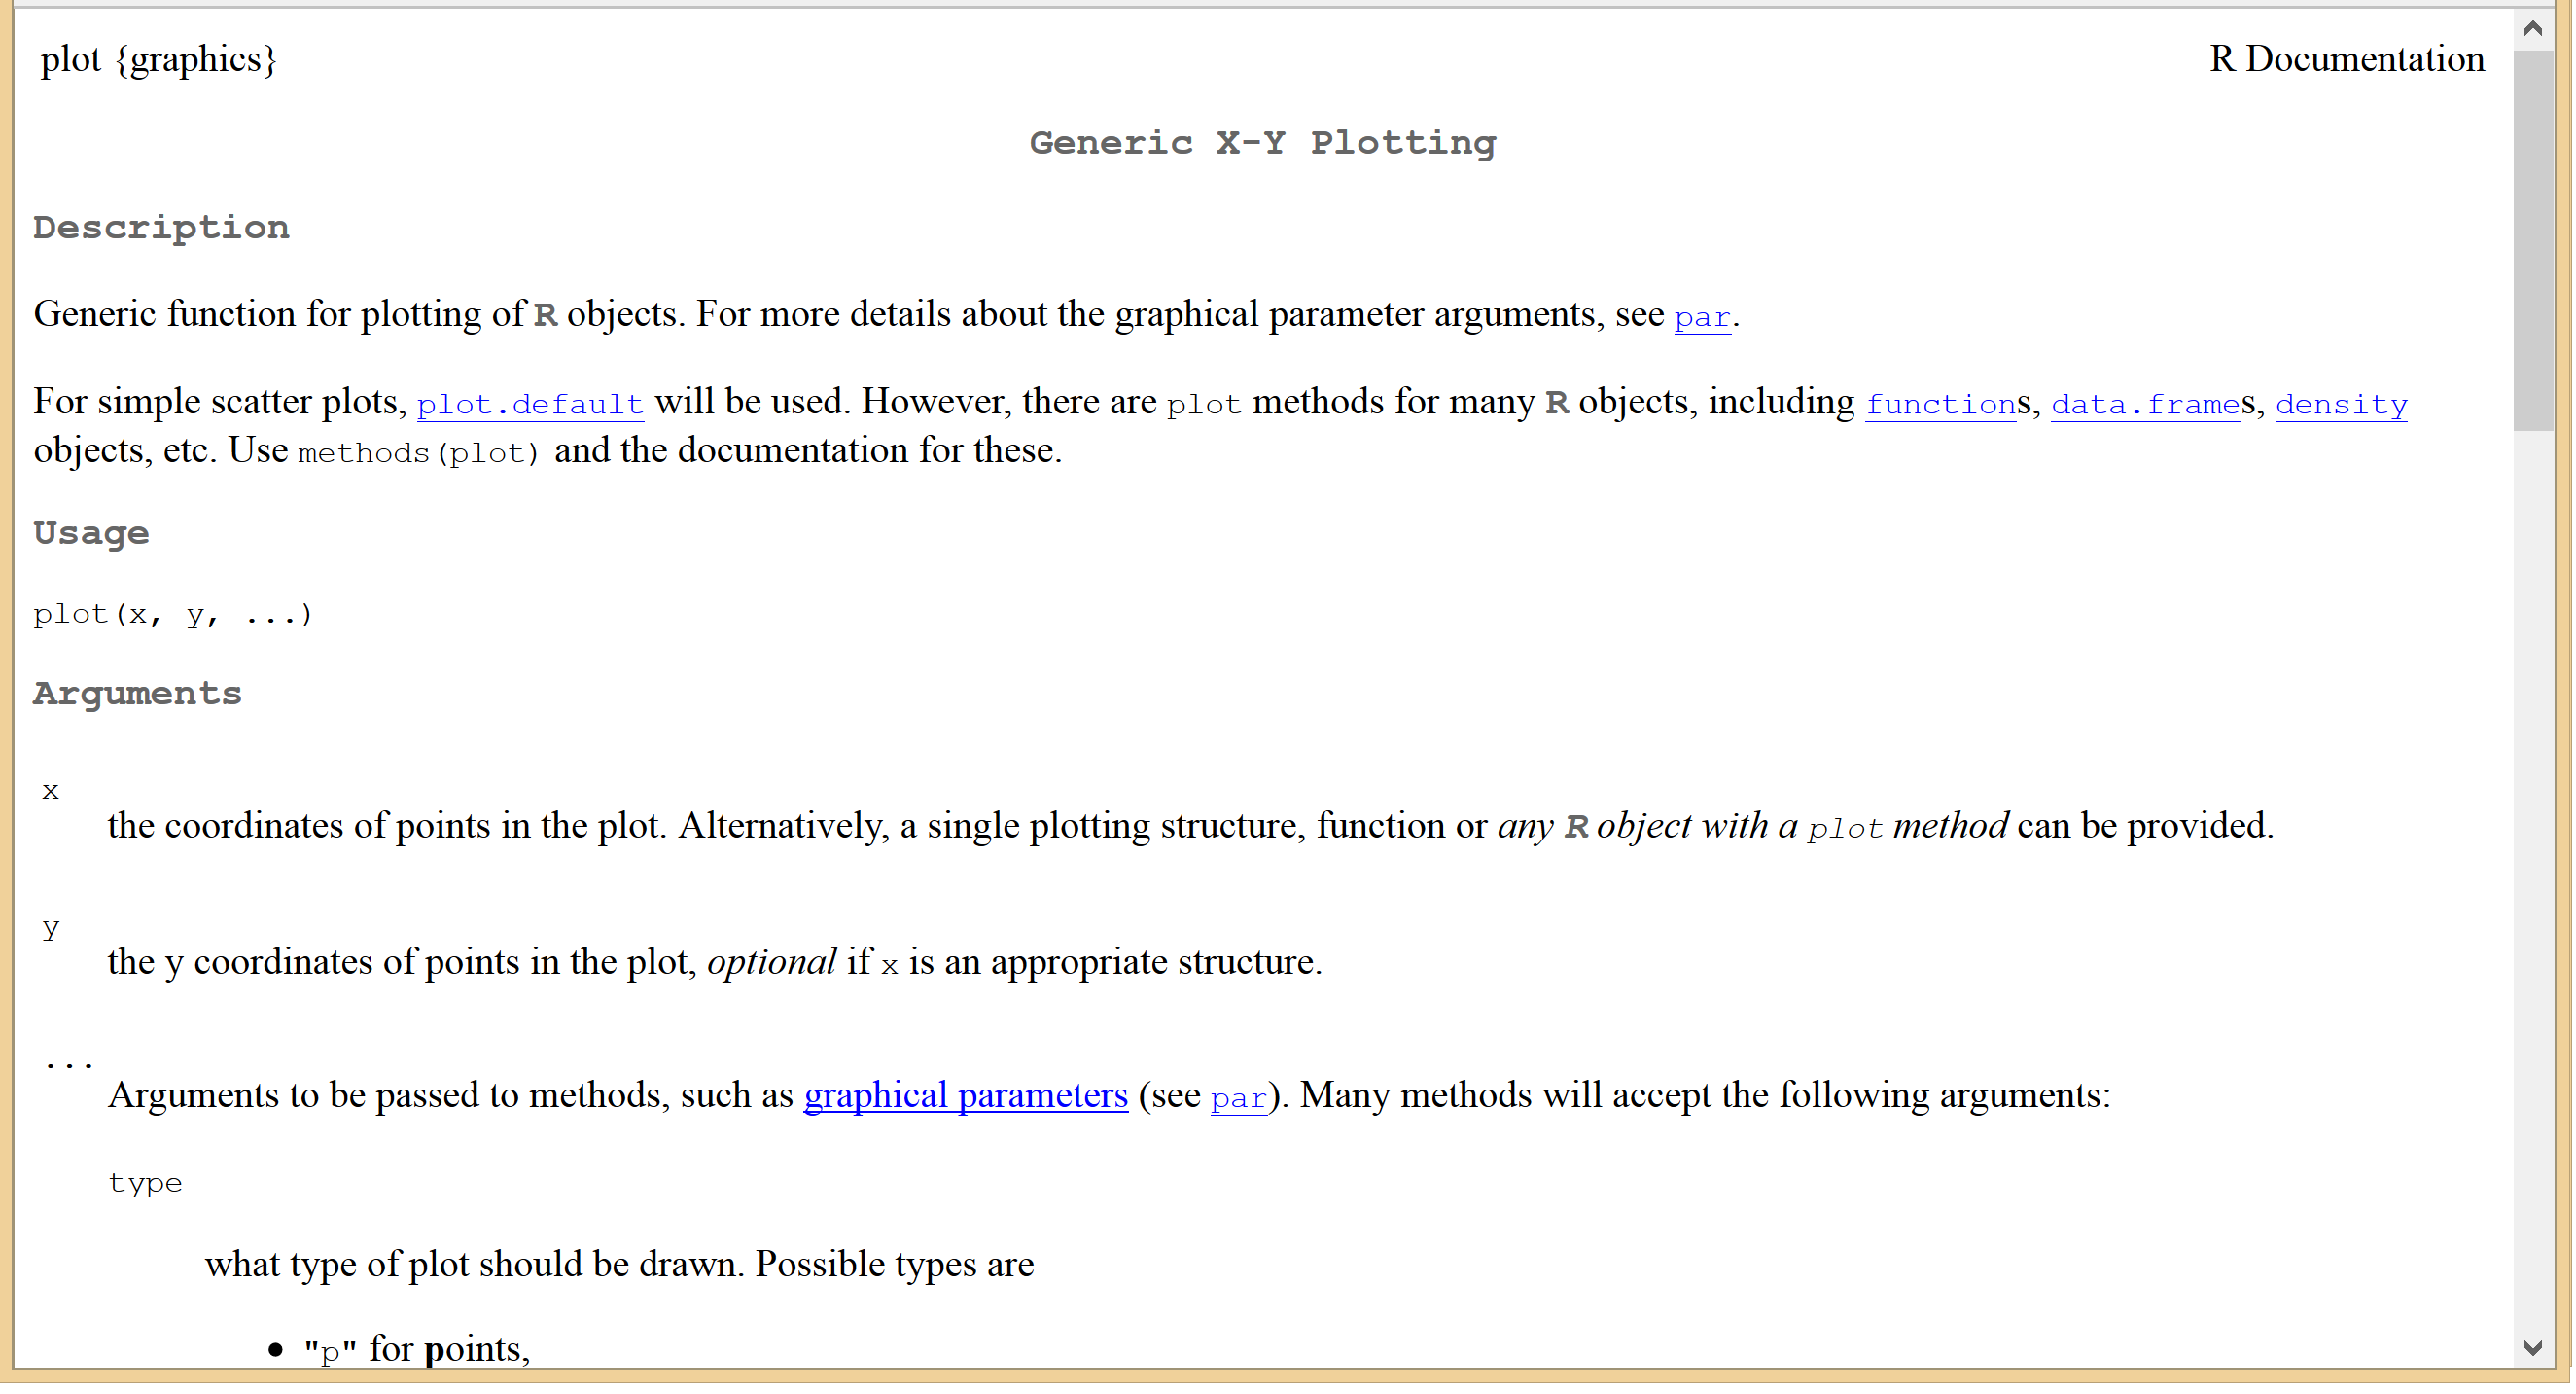 plot {graphics} R Documentation
Generic X-Y Plotting
Description
Generic function for plotting of R objects. For more details about the graphical parameter arguments, see par.
For simple scatter plots, plot.default will be used. However, there are plot methods for many R objects, including functions, data.frames, density
objects, etc. Use methods(plot) and the documentation for these.
Usage
plot(x, y, ...)
Arguments
x
the coordinates of points in the plot. Alternatively, a single plotting structure, function or any R object with a plot method can be provided.
y
the y coordinates of points in the plot, optional if x is an appropriate structure.
...
Arguments to be passed to methods, such as graphical parameters (see par). Many methods will accept the following arguments:
type
what type of plot should be drawn. Possible types are
• "p" for points,